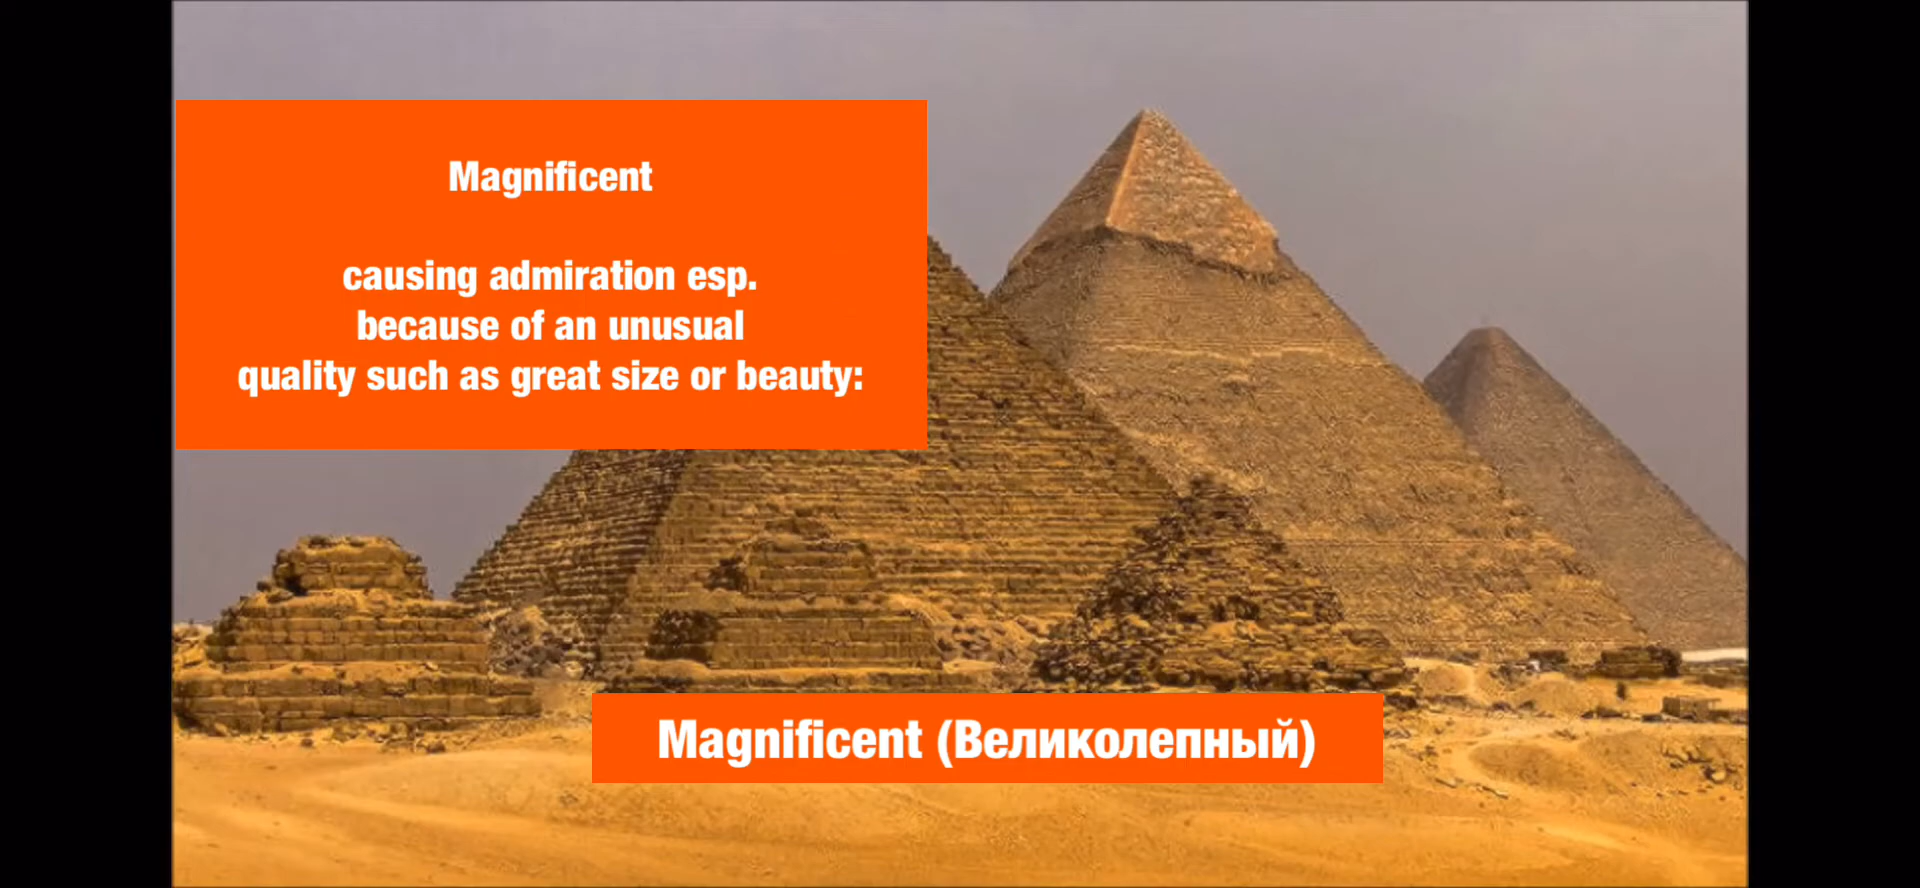 Magnificent
causing admiration esp.
because of an unusual
quality such as great size or beauty:
Magnificent (Великолепный)